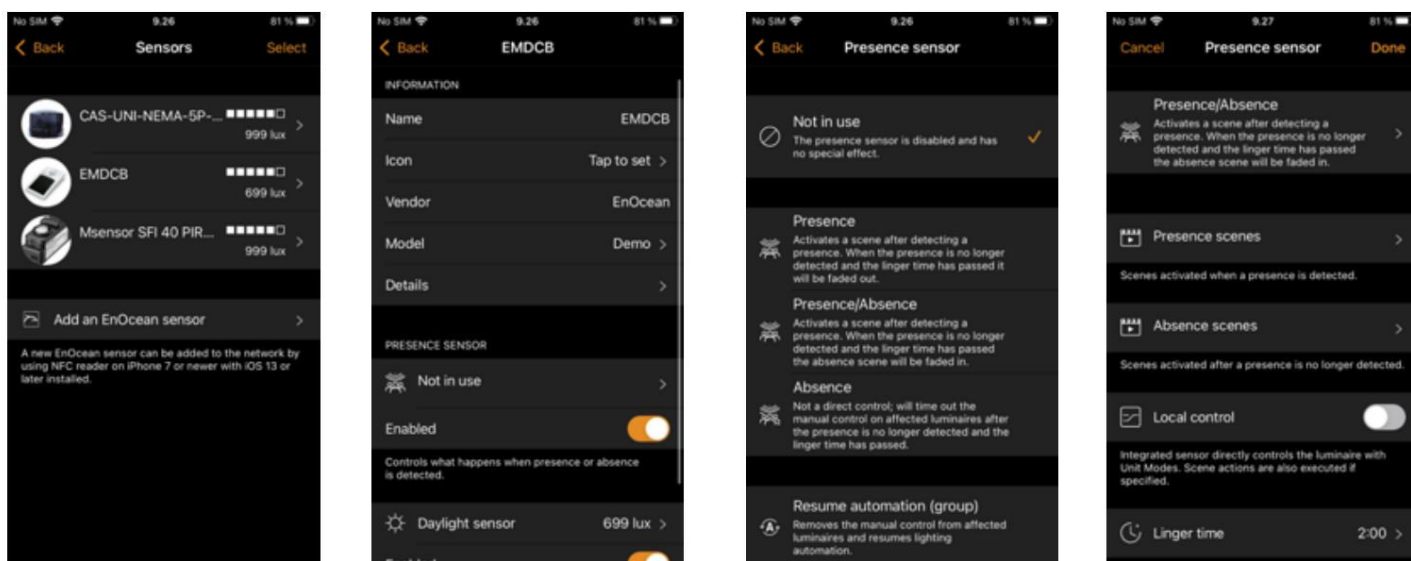 No SIM 9.26 81 %
Back Sensors Select
CAS-UNI-NEMA-5P-...
999 lux
EMDCB
699 lux
Msensor SFI 40 PIR...
999 lux
Add an EnOcean sensor
A new EnOcean sensor can be added to the network by
using NFC reader on iPhone 7 or newer with iOS 13 or
later installed.
No SIM 9.26 81 %
Back EMDCB
INFORMATION
Name EMDCB
Icon Tap to set
Vendor EnOcean
Model Demo
Details
PRESENCE SENSOR
Not in use
Enabled
Controls what happens when presence or absence
is detected.
Daylight sensor 699 lux
No SIM 9.26 81 %
Back Presence sensor
Not in use
The presence sensor is disabled and has
no special effect.
Presence
Activates a scene after detecting a
presence. When the presence is no longer
detected and the linger time has passed it
will be faded out.
Presence/Absence
Activates a scene after detecting a
presence. When the presence is no longer
detected and the linger time has passed
the absence scene will be faded in.
Absence
Not a direct control; will time out the
manual control on affected luminaires after
the presence is no longer detected and the
linger time has passed.
Resume automation (group)
Removes the manual control from affected
luminaires and resumes lighting
automation.
No SIM 9.27 81 %
Cancel Presence sensor Done
Presence/Absence
Activates a scene after detecting a
presence. When the presence is no longer
detected and the linger time has passed
the absence scene will be faded in.
Presence scenes
Scenes activated when a presence is detected.
Absence scenes
Scenes activated after a presence is no longer detected.
Local control
Integrated sensor directly controls the luminaire with
Unit Modes. Scene actions are also executed if
specified.
Linger time 2:00